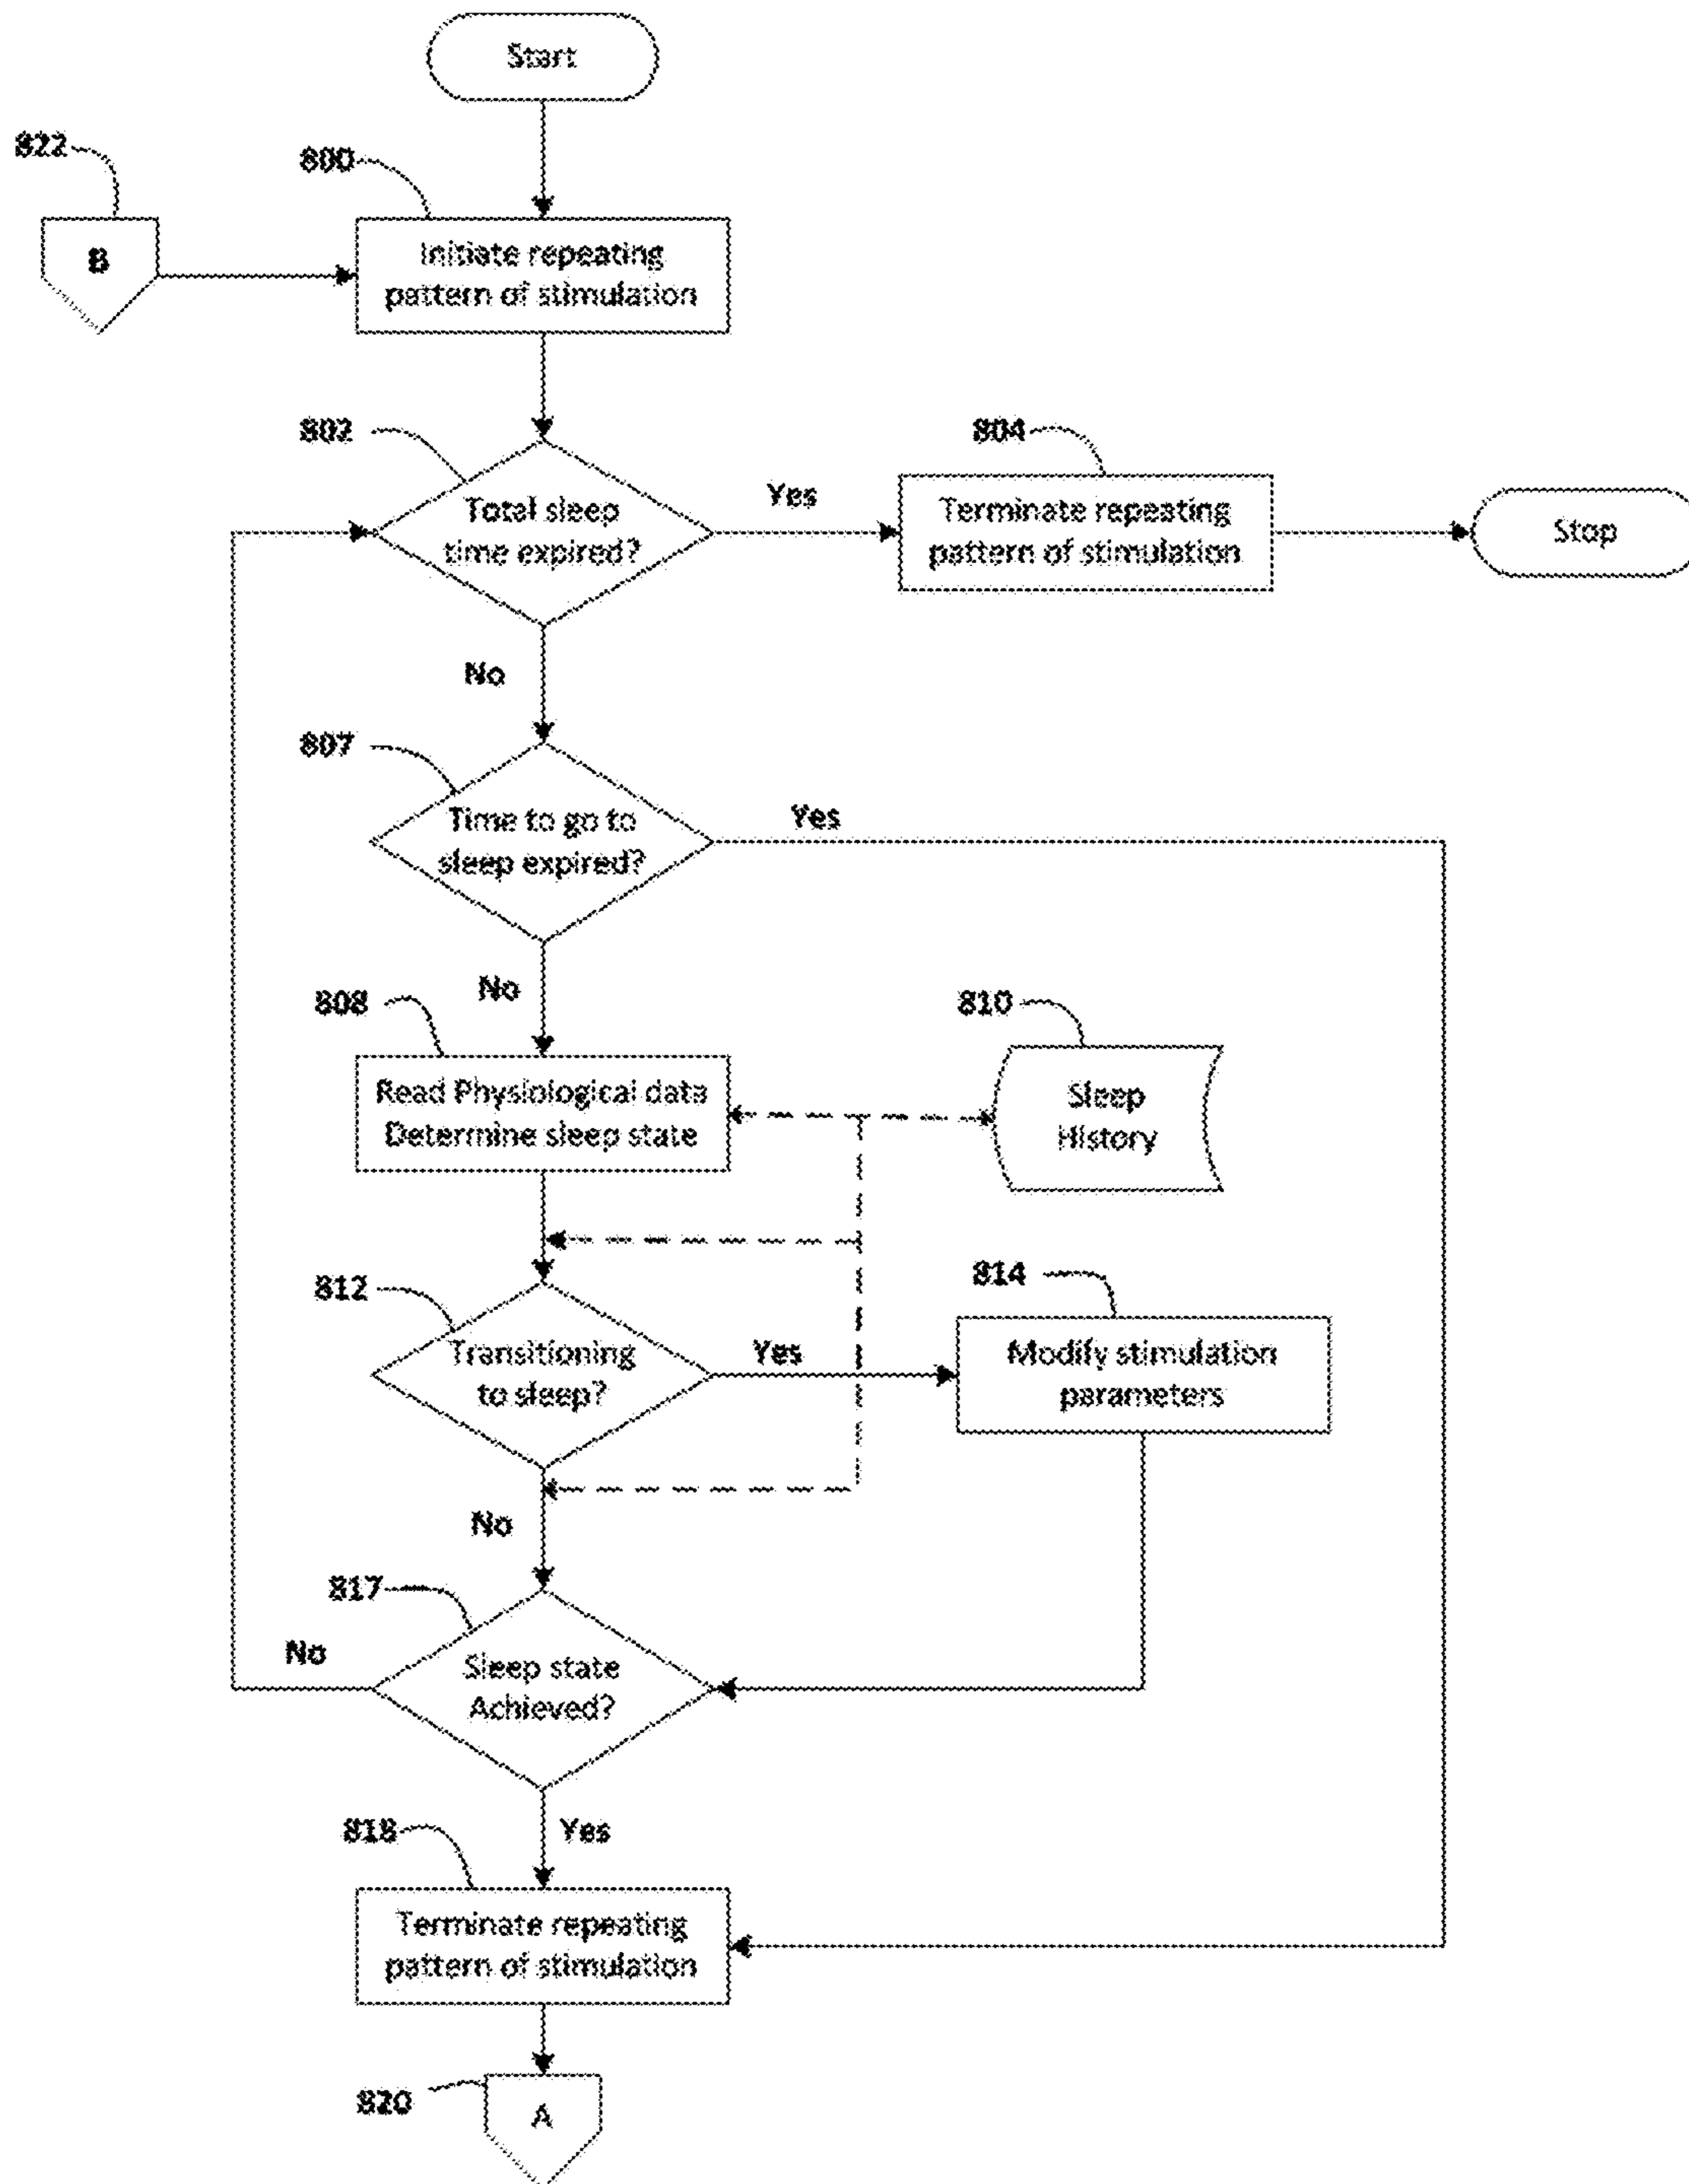 Start
822
800
B
Initiate repeating
pattern of stimulation
802
804
Total sleep
time expired?
Yes
Terminate repeating
pattern of stimulation
Stop
No
807
Time to go to
sleep expired?
Yes
No
808
810
Read Physiological data
Determine sleep state
Sleep
History
812
814
Transitioning
to sleep?
Yes
Modify stimulation
parameters
No
817
No
Sleep state
Achieved?
818
Yes
Terminate repeating
pattern of stimulation
820
A